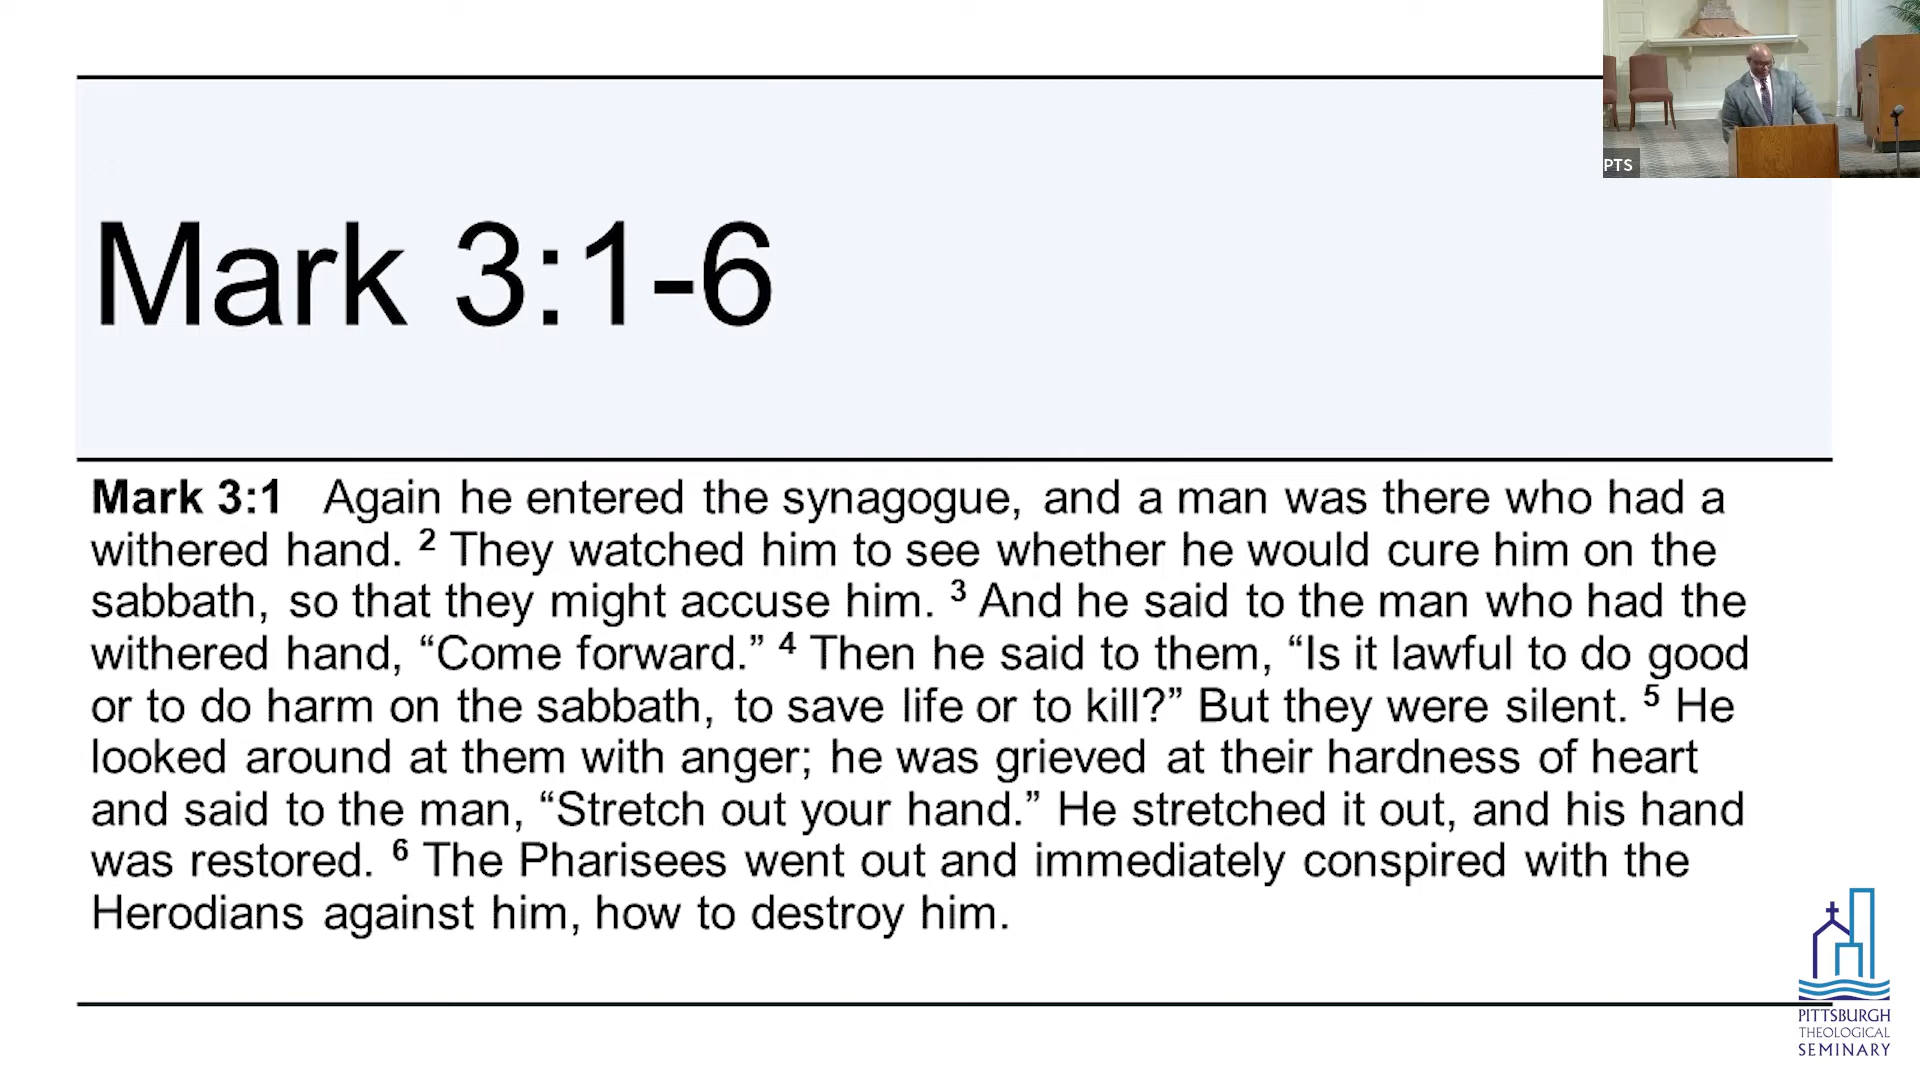 PTS
Mark 3:1-6
Mark 3:1 Again he entered the synagogue, and a man was there who had a
withered hand. ² They watched him to see whether he would cure him on the
sabbath, so that they might accuse him. ³ And he said to the man who had the
withered hand, “Come forward.” ⁴ Then he said to them, “Is it lawful to do good
or to do harm on the sabbath, to save life or to kill?” But they were silent. ⁵ He
looked around at them with anger; he was grieved at their hardness of heart
and said to the man, “Stretch out your hand.” He stretched it out, and his hand
was restored. ⁶ The Pharisees went out and immediately conspired with the
Herodians against him, how to destroy him.
PITTSBURGH
THEOLOGICAL
SEMINARY